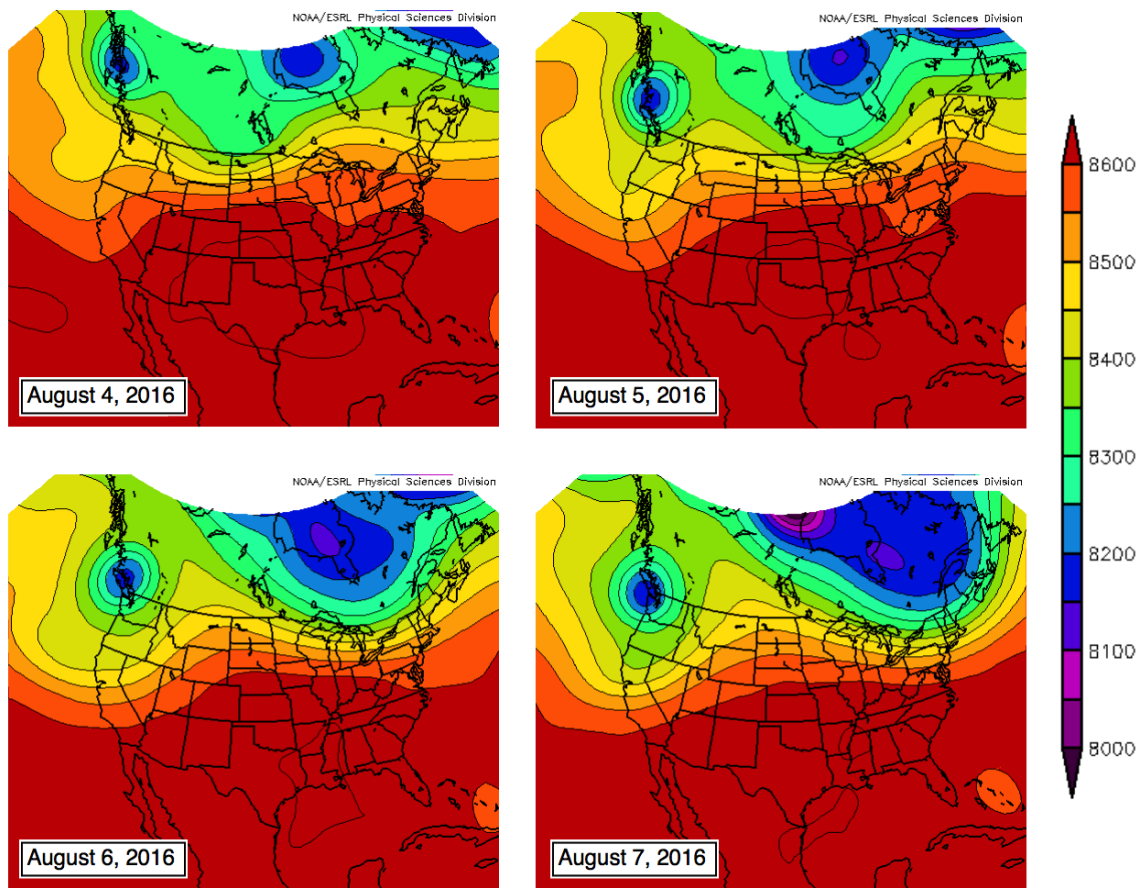 NOAA/ESRL Physical Sciences Division
NOAA/ESRL Physical Sciences Division
August 4, 2016
August 5, 2016
NOAA/ESRL Physical Sciences Division
NOAA/ESRL Physical Sciences Division
August 6, 2016
August 7, 2016
8600
8500
8400
8300
8200
8100
8000